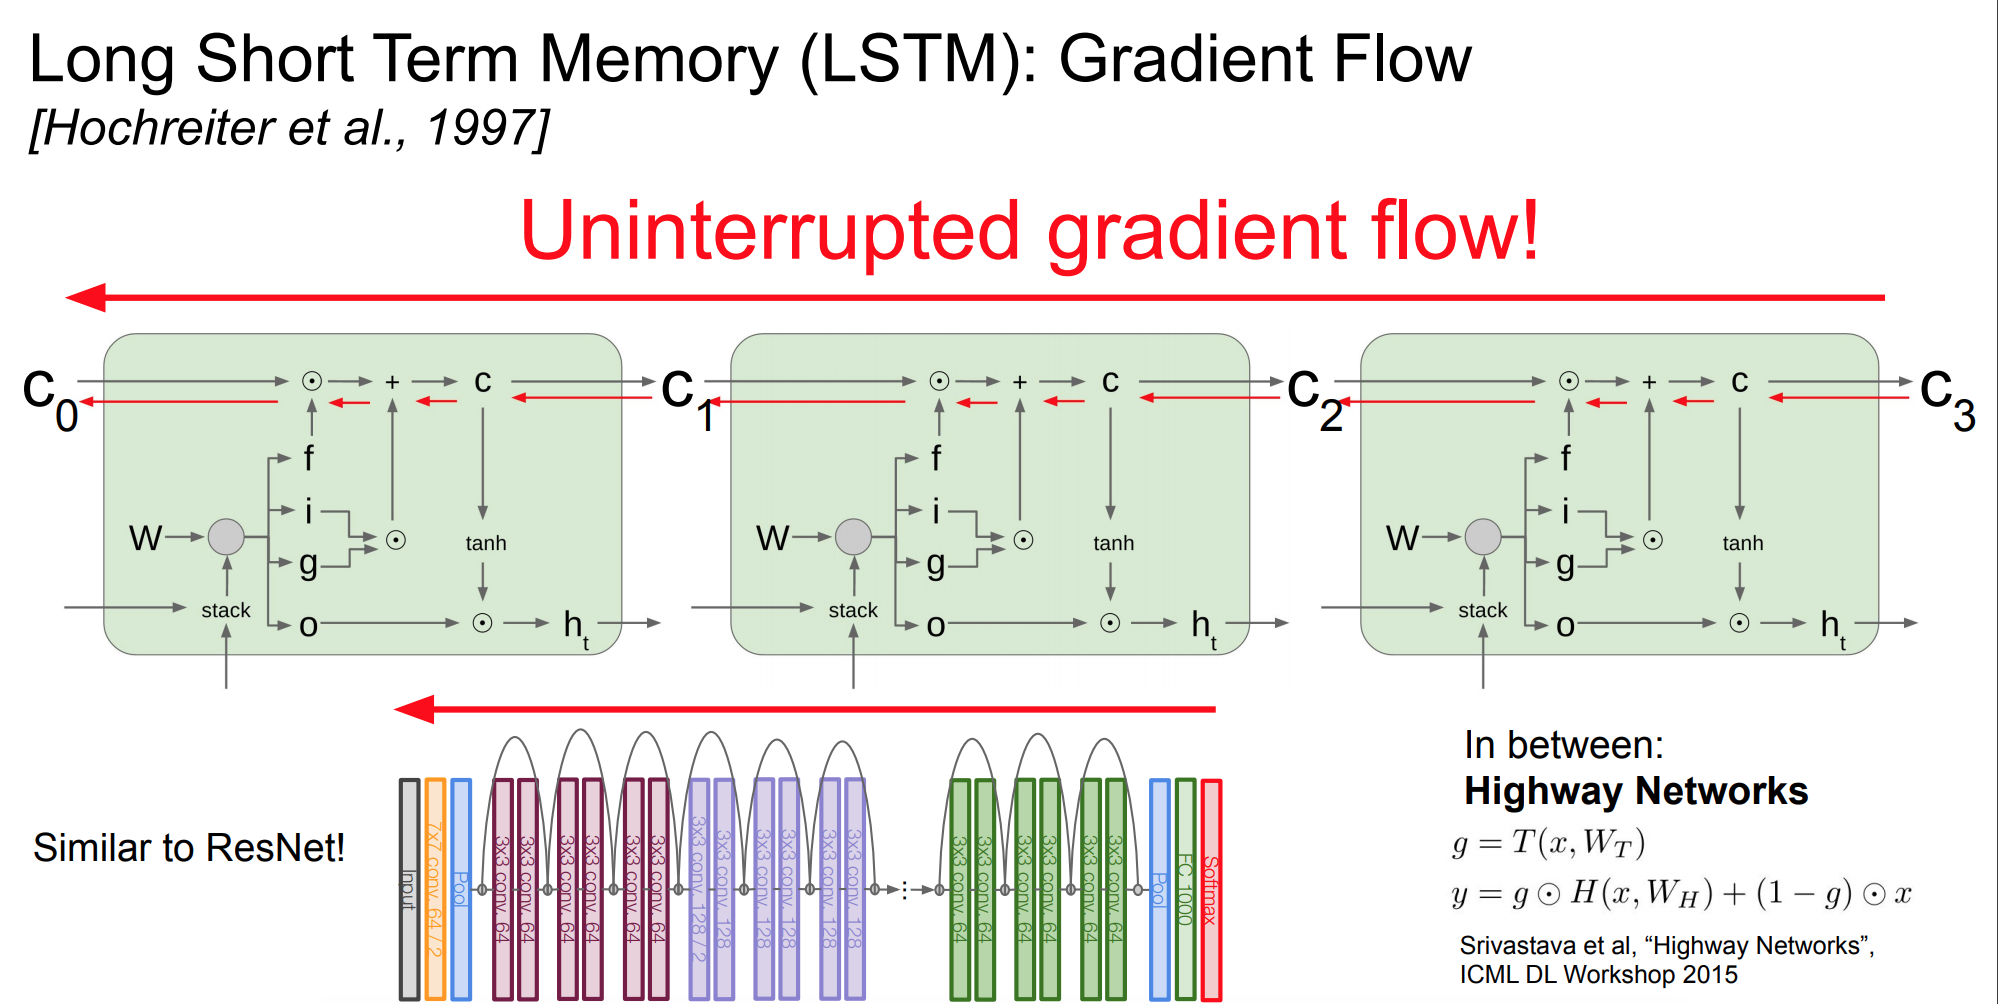 Long Short Term Memory (LSTM): Gradient Flow
[Hochreiter et al., 1997]
Uninterrupted gradient flow!
c0 ⊙ + c c1 ⊙ + c c2 ⊙ + c c3
f f f
i i i
W ⊙ W ⊙ W ⊙
g tanh g tanh g tanh
stack stack stack
o ⊙ ht o ⊙ ht o ⊙ ht
Similar to ResNet!
Input
7x7 conv, 64 / 2
Pool
3x3 conv, 64
3x3 conv, 64
3x3 conv, 64
3x3 conv, 64
3x3 conv, 64
3x3 conv, 64
3x3 conv, 128 / 2
3x3 conv, 128
3x3 conv, 128
3x3 conv, 128
3x3 conv, 128
3x3 conv, 128
...
3x3 conv, 64
3x3 conv, 64
3x3 conv, 64
3x3 conv, 64
3x3 conv, 64
3x3 conv, 64
Pool
FC 1000
Softmax
In between:
Highway Networks
g = T(x, W_T)
y = g ⊙ H(x, W_H) + (1 − g) ⊙ x
Srivastava et al, “Highway Networks”,
ICML DL Workshop 2015